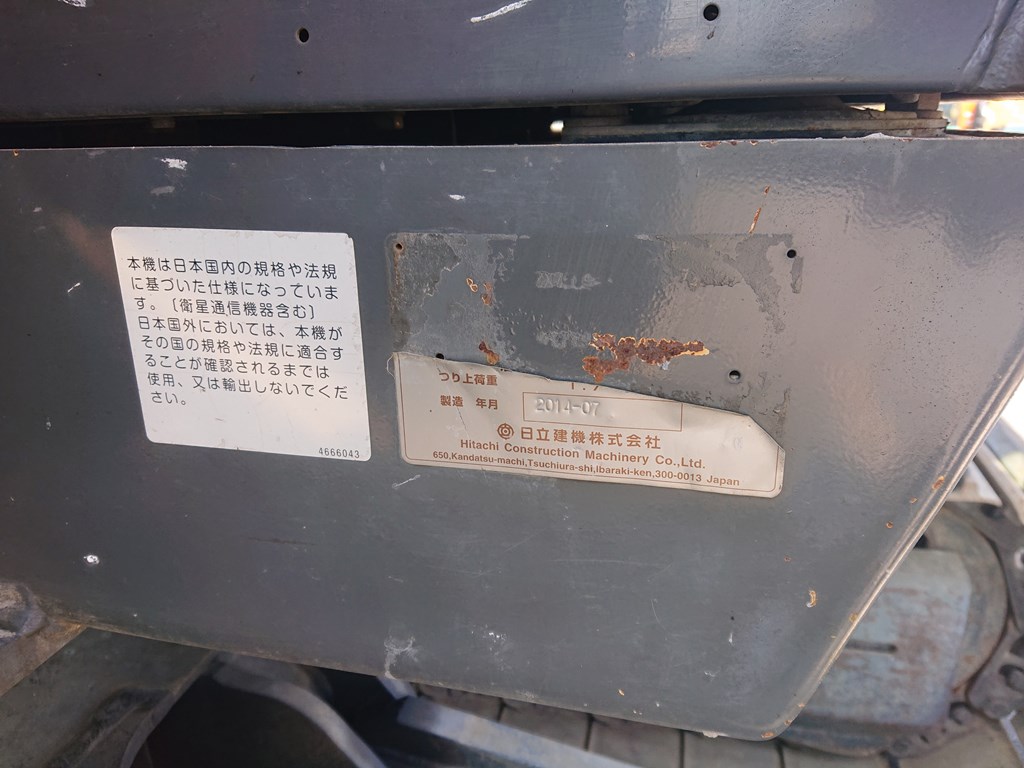 本機は日本国内の規格や法規
に基づいた仕様になっていま
す。〔衛星通信機器含む〕
日本国外においては、本機が
その国の規格や法規に適合す
ることが確認されるまでは
使用、又は輸出しないでくだ
さい。
4666043
つり上荷重
製造 年月 2014-07
日立建機株式会社
Hitachi Construction Machinery Co.,Ltd.
650,Kandatsu-machi,Tsuchiura-shi,Ibaraki-ken,300-0013 Japan